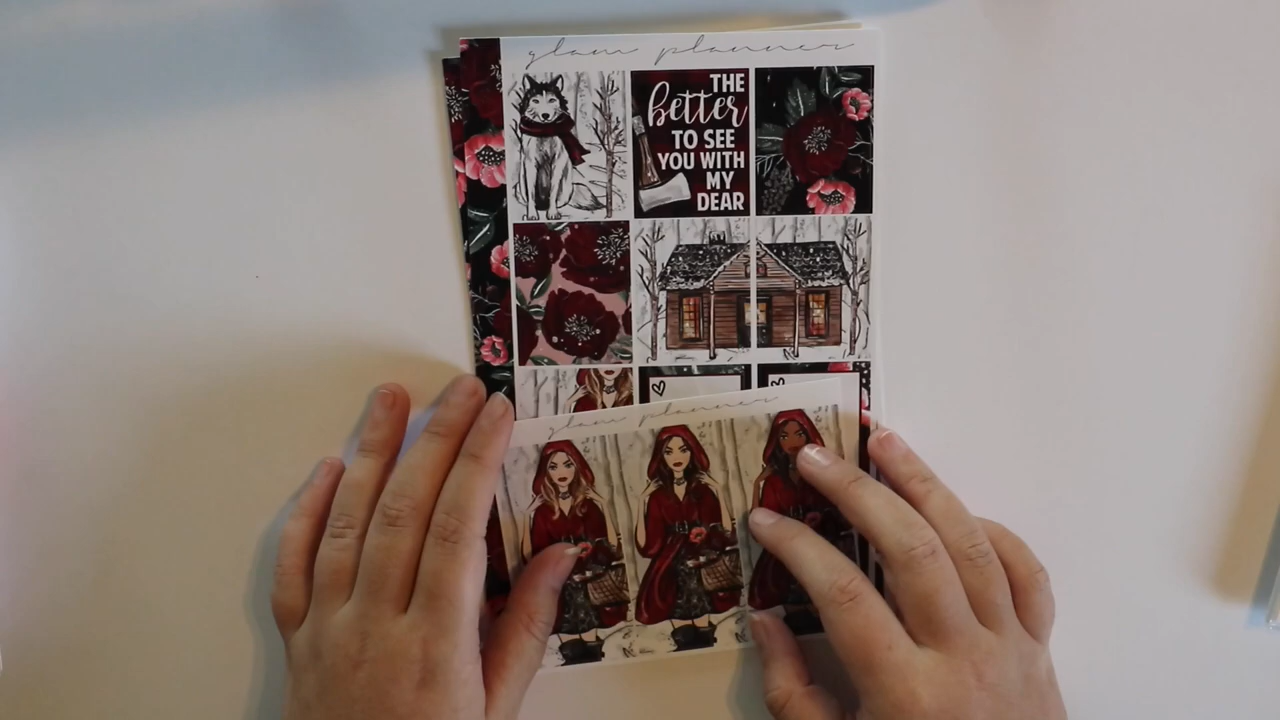 glam planner
THE
better
TO SEE
YOU WITH
MY
DEAR
glam planner